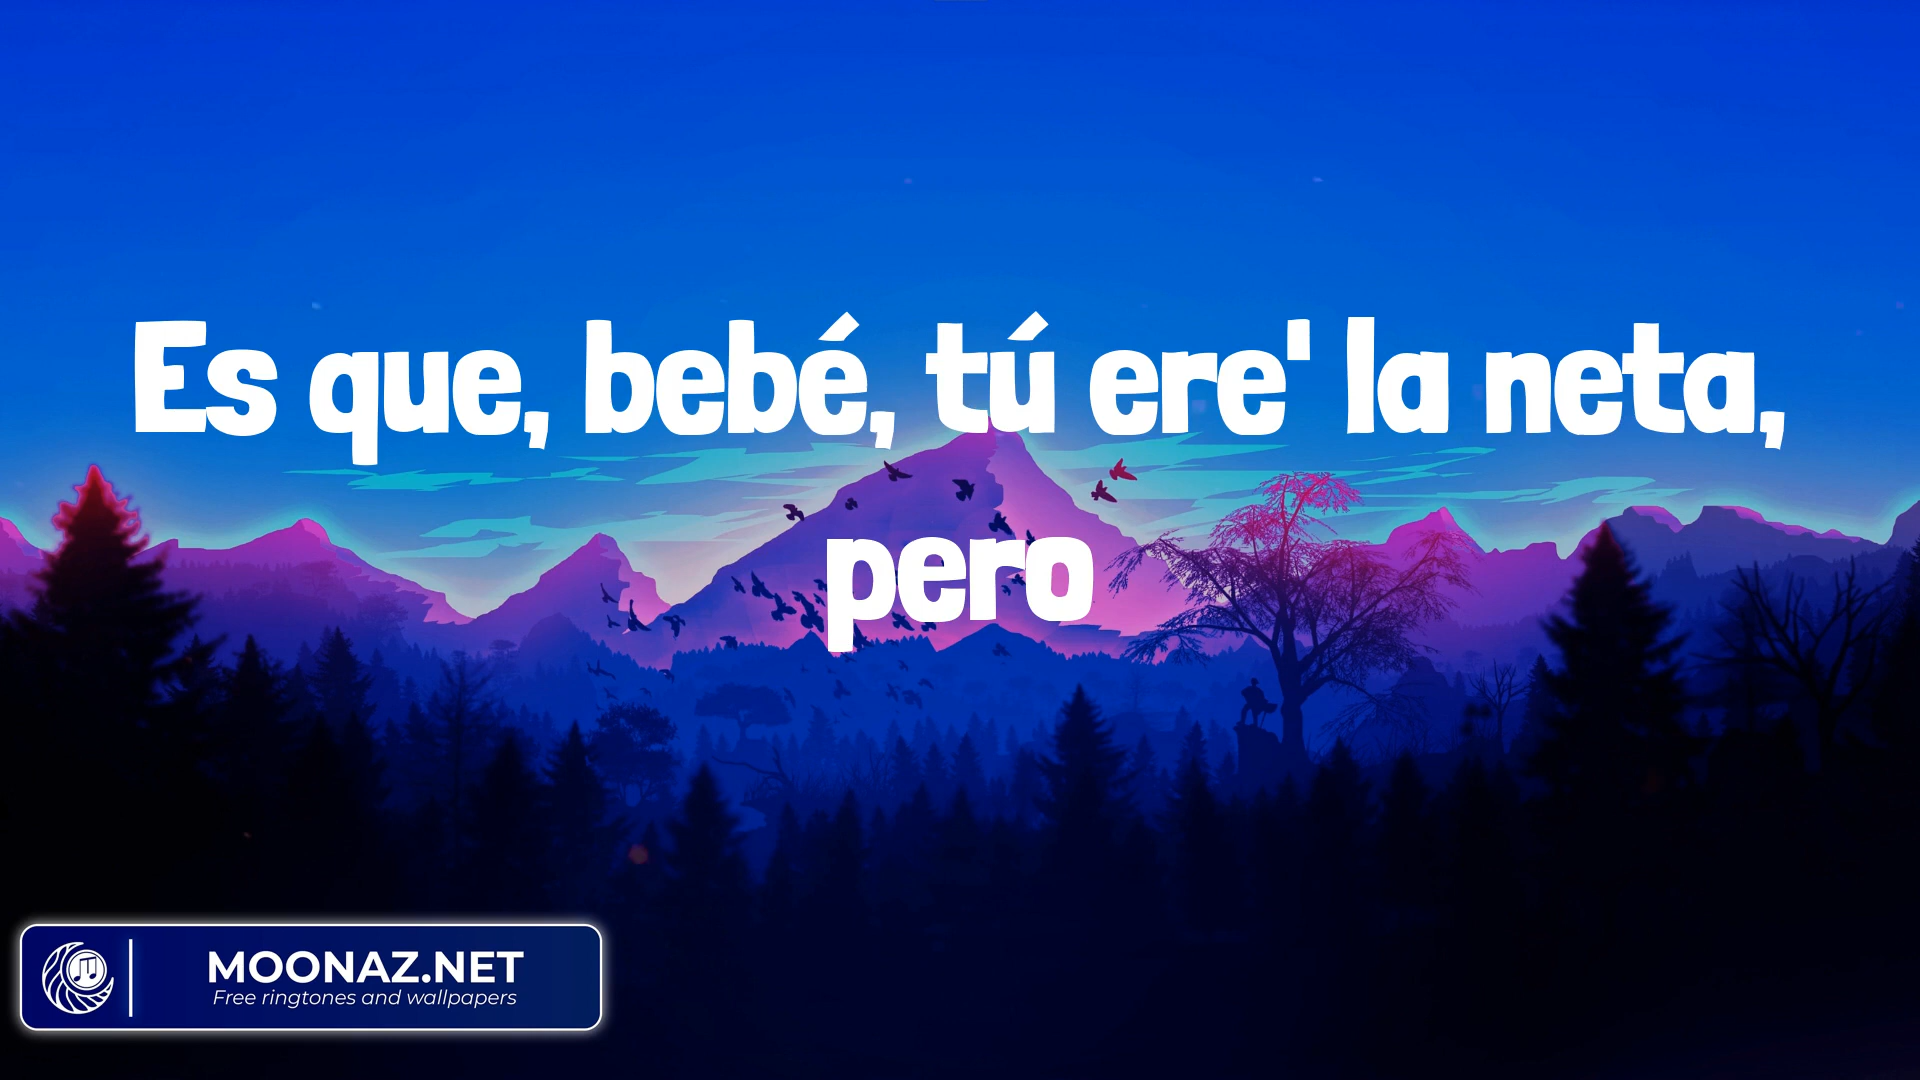 Es que, bebé, tú ere' la neta,
pero
MOONAZ.NET
Free ringtones and wallpapers